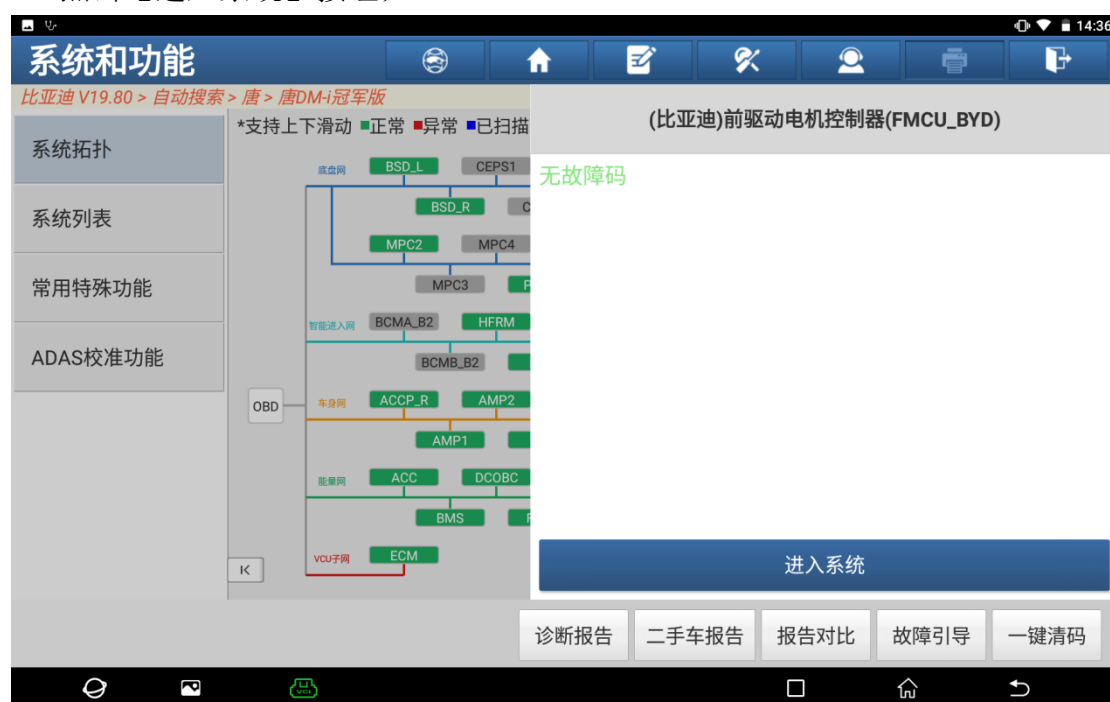 14:36
系统和功能
比亚迪 V19.80 > 自动搜索 > 唐 > 唐DM-i冠军版
系统拓扑
系统列表
常用特殊功能
ADAS校准功能
*支持上下滑动 正常 异常 已扫描
底盘网 BSD_L CEPS1
BSD_R C
MPC2 MPC4
MPC3 P
智能进入网 BCMA_B2 HFRM
BCMB_B2
OBD 车身网 ACCP_R AMP2
AMP1
能量网 ACC DCOBC
BMS
VCU子网 ECM
(比亚迪)前驱动电机控制器(FMCU_BYD)
无故障码
进入系统
诊断报告 二手车报告 报告对比 故障引导 一键清码
VCI